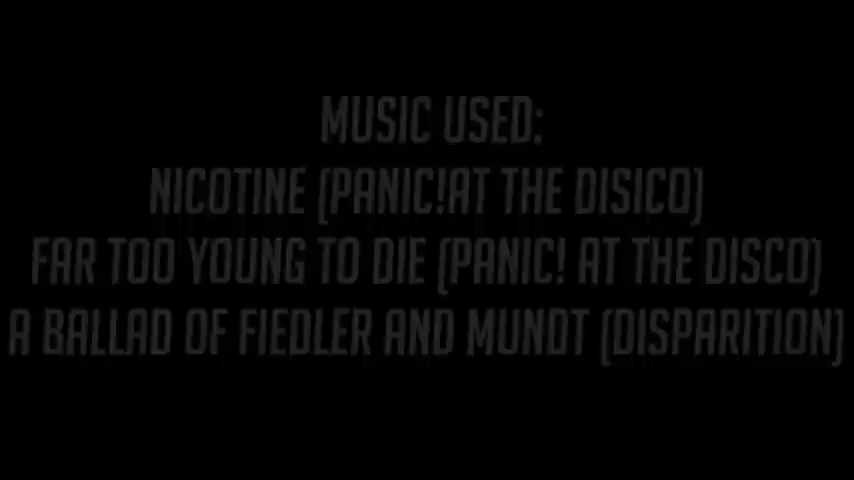 MUSIC USED:
NICOTINE (PANIC!AT THE DISICO)
FAR TOO YOUNG TO DIE (PANIC! AT THE DISCO)
A BALLAD OF FIEDLER AND MUNDT (DISPARITION)